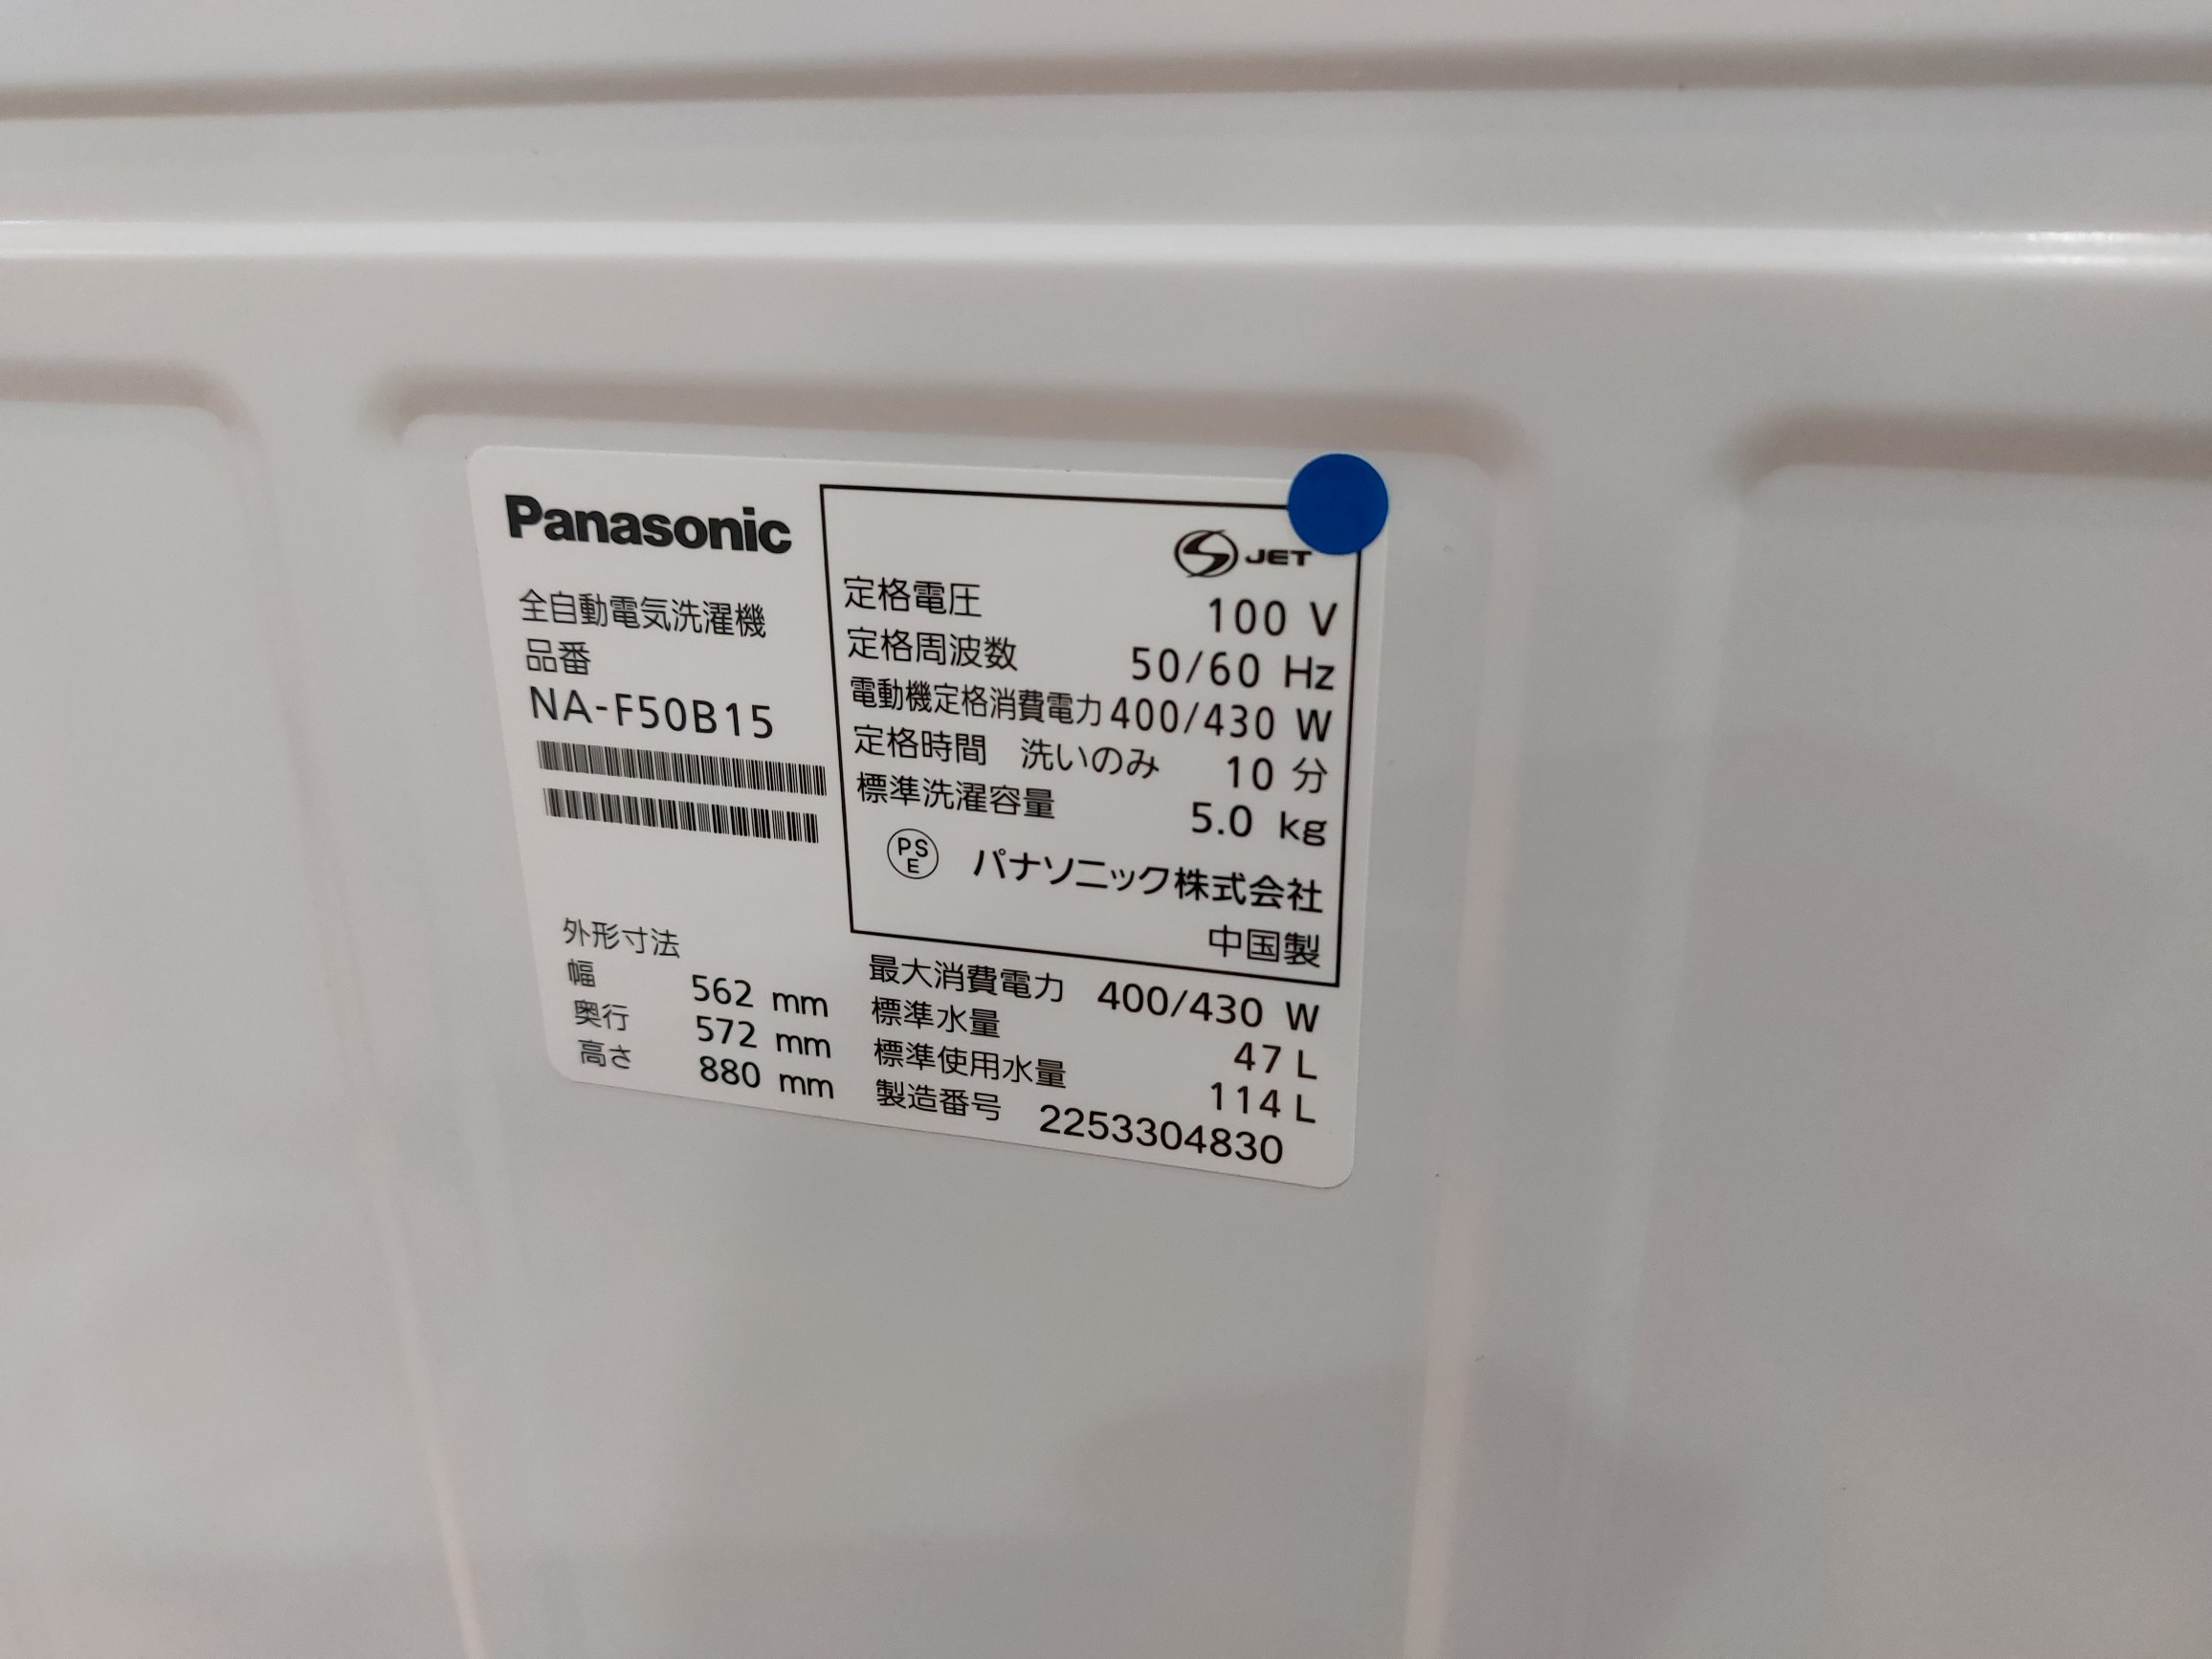 Panasonic
全自動電気洗濯機
品番
NA-F50B15
外形寸法
幅 562 mm
奥行 572 mm
高さ 880 mm
S JET
定格電圧 100 V
定格周波数 50/60 Hz
電動機定格消費電力 400/430 W
定格時間 洗いのみ 10 分
標準洗濯容量 5.0 kg
PSE パナソニック株式会社
中国製
最大消費電力 400/430 W
標準水量 47 L
標準使用水量 114 L
製造番号 2253304830